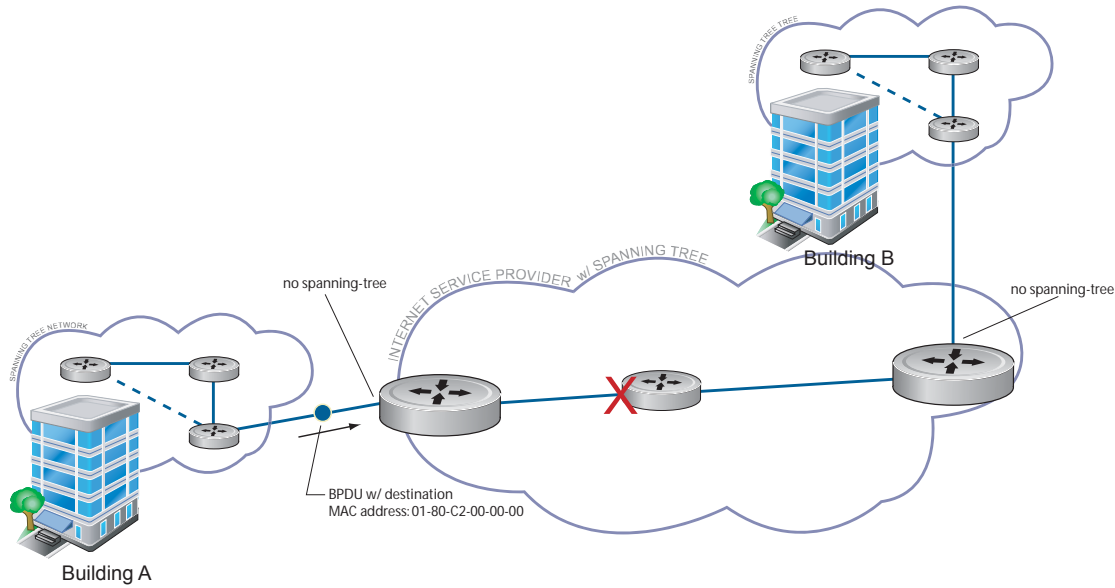 SPANNING TREE TREE
Building B
INTERNET SERVICE PROVIDER w/ SPANNING TREE
no spanning-tree
no spanning-tree
SPANNING TREE NETWORK
BPDU w/ destination
MAC address: 01-80-C2-00-00-00
Building A